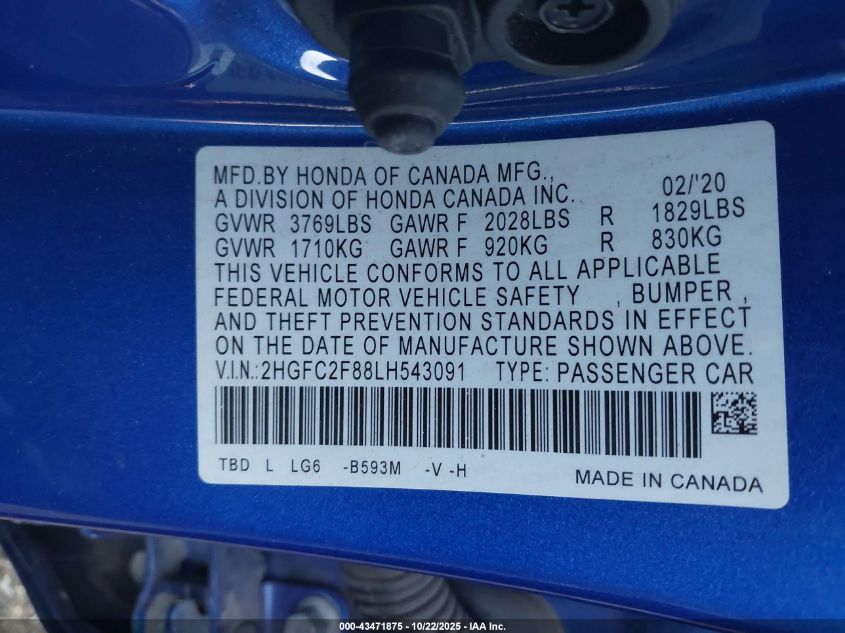 MFD.BY HONDA OF CANADA MFG., 02/'20
A DIVISION OF HONDA CANADA INC.
GVWR 3769LBS GAWR F 2028LBS R 1829LBS
GVWR 1710KG GAWR F 920KG R 830KG
THIS VEHICLE CONFORMS TO ALL APPLICABLE
FEDERAL MOTOR VEHICLE SAFETY , BUMPER ,
AND THEFT PREVENTION STANDARDS IN EFFECT
ON THE DATE OF MANUFACTURE SHOWN ABOVE.
V.I.N.:2HGFC2F88LH543091 TYPE: PASSENGER CAR
TBD L LG6 -B593M -V -H
MADE IN CANADA
000-43471875 - 10/22/2025 - IAA Inc.